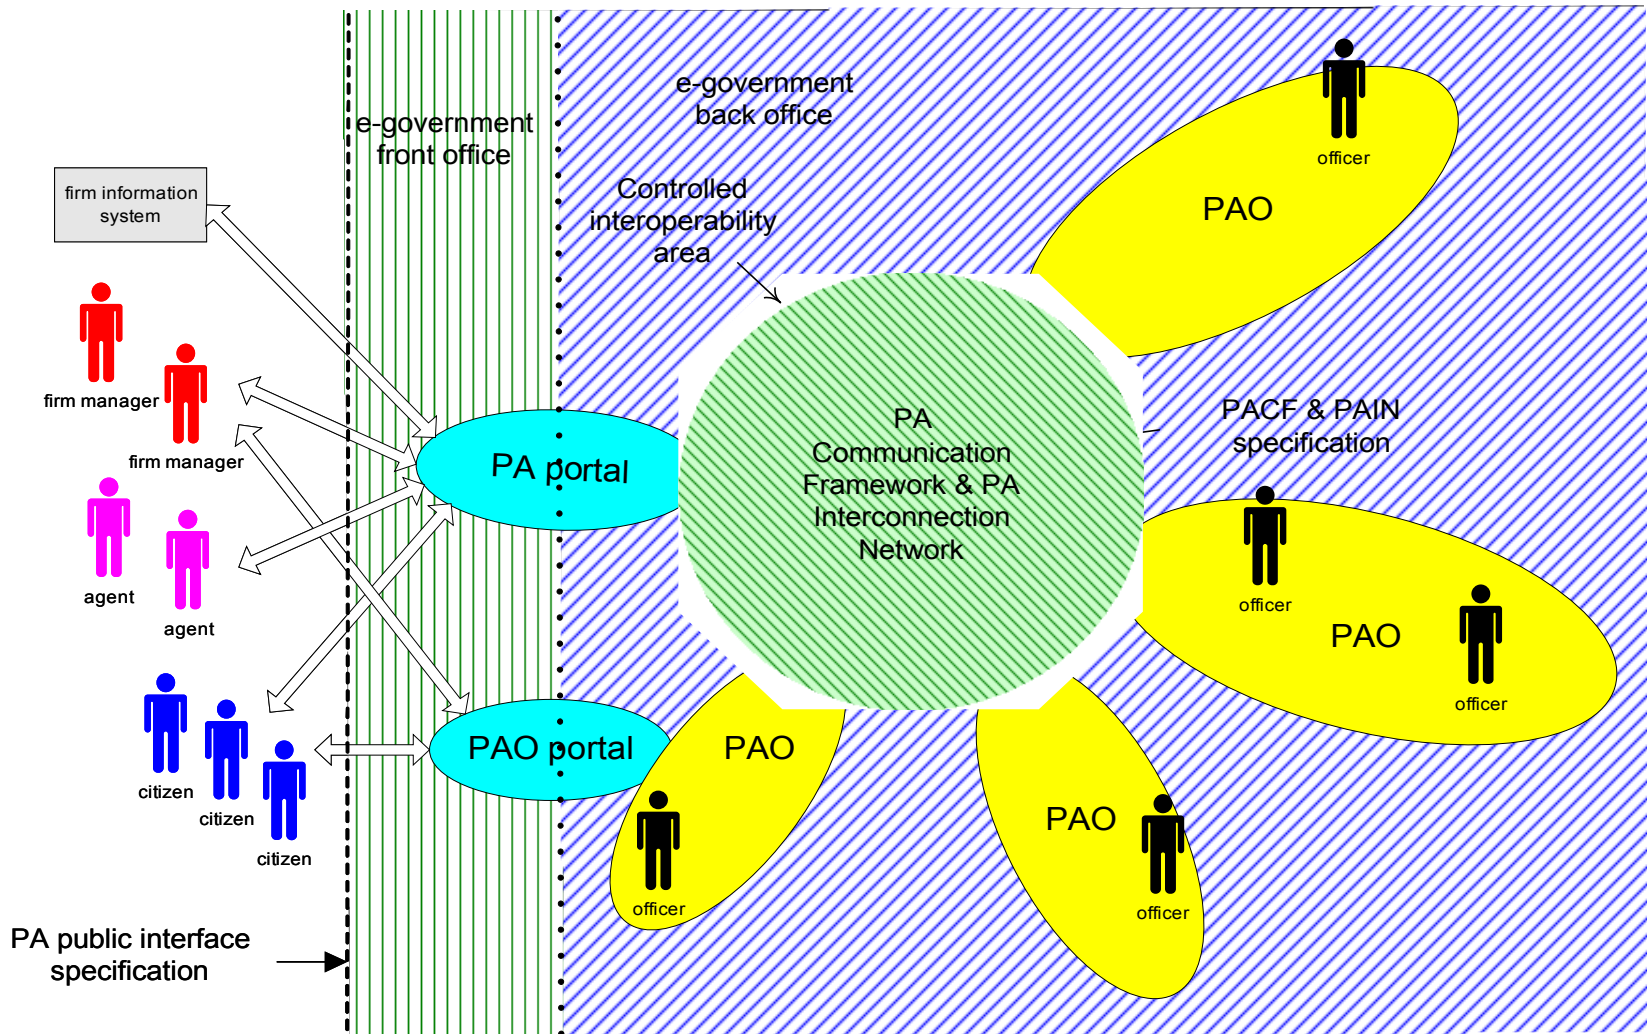 e-government
front office
e-government
back office
Controlled
interoperability
area
firm information
system
firm manager
firm manager
agent
agent
citizen
citizen
citizen
PA public interface
specification
PA portal
PAO portal
PA
Communication
Framework & PA
Interconnection
Network
PACF & PAIN
specification
officer
PAO
officer
PAO
officer
PAO
officer
PAO
officer